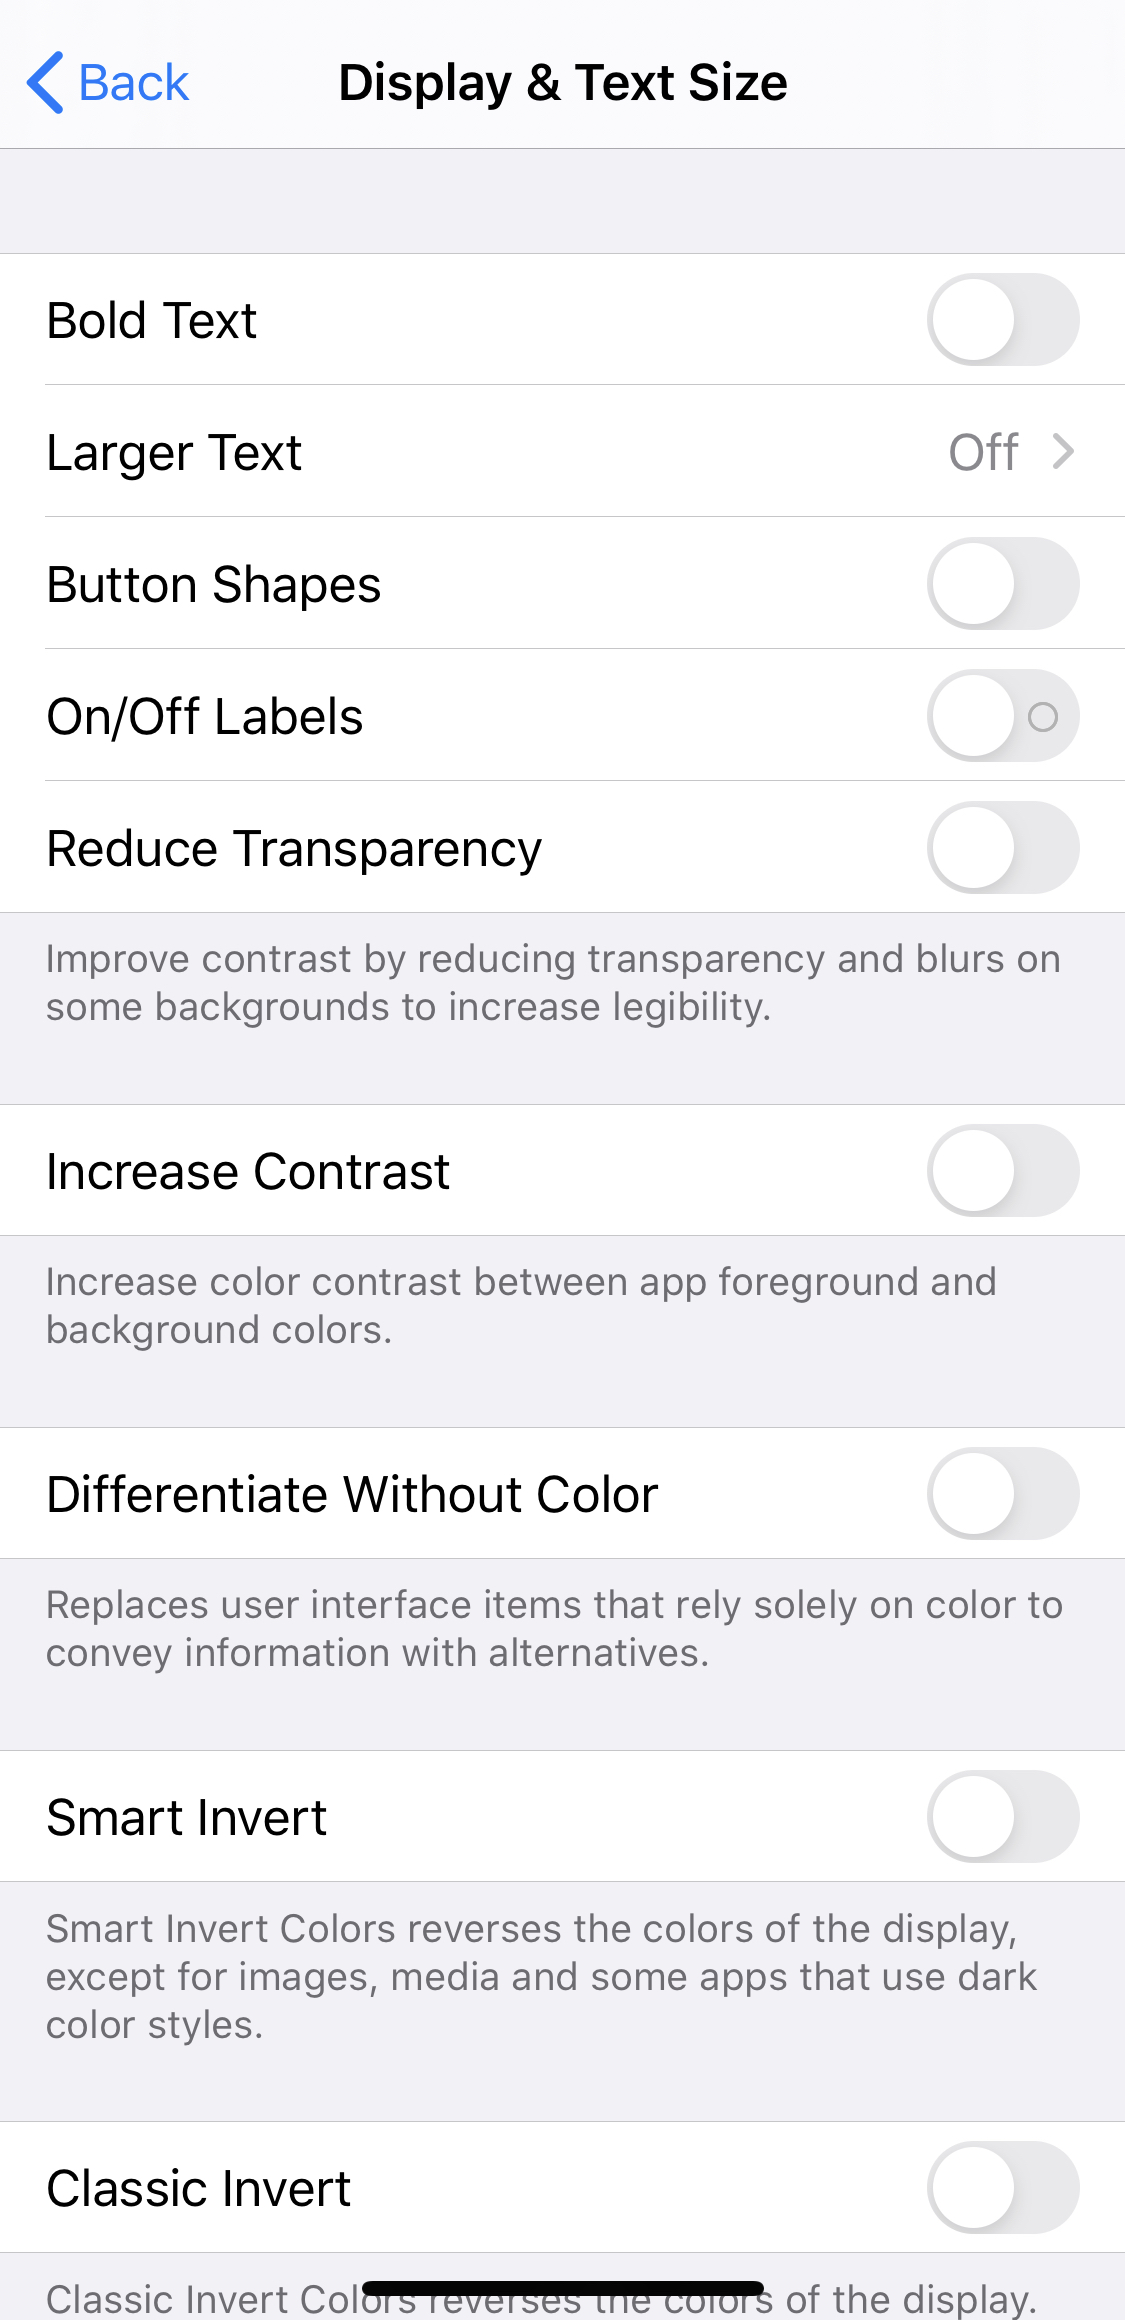 Back
Display & Text Size
Bold Text
Larger Text
Off
Button Shapes
On/Off Labels
Reduce Transparency
Improve contrast by reducing transparency and blurs on
some backgrounds to increase legibility.
Increase Contrast
Increase color contrast between app foreground and
background colors.
Differentiate Without Color
Replaces user interface items that rely solely on color to
convey information with alternatives.
Smart Invert
Smart Invert Colors reverses the colors of the display,
except for images, media and some apps that use dark
color styles.
Classic Invert
Classic Invert Colors reverses the colors of the display.